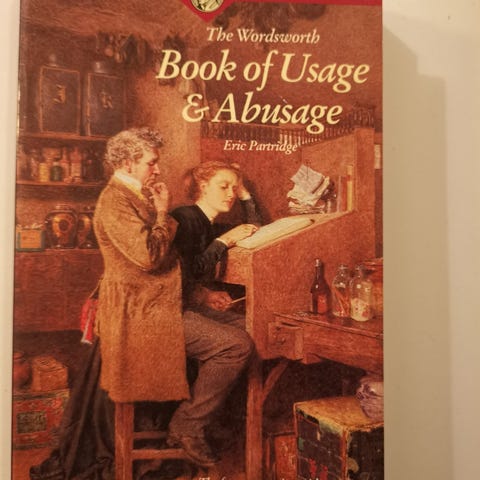 The Wordsworth
Book of Usage
& Abusage
Eric Partridge